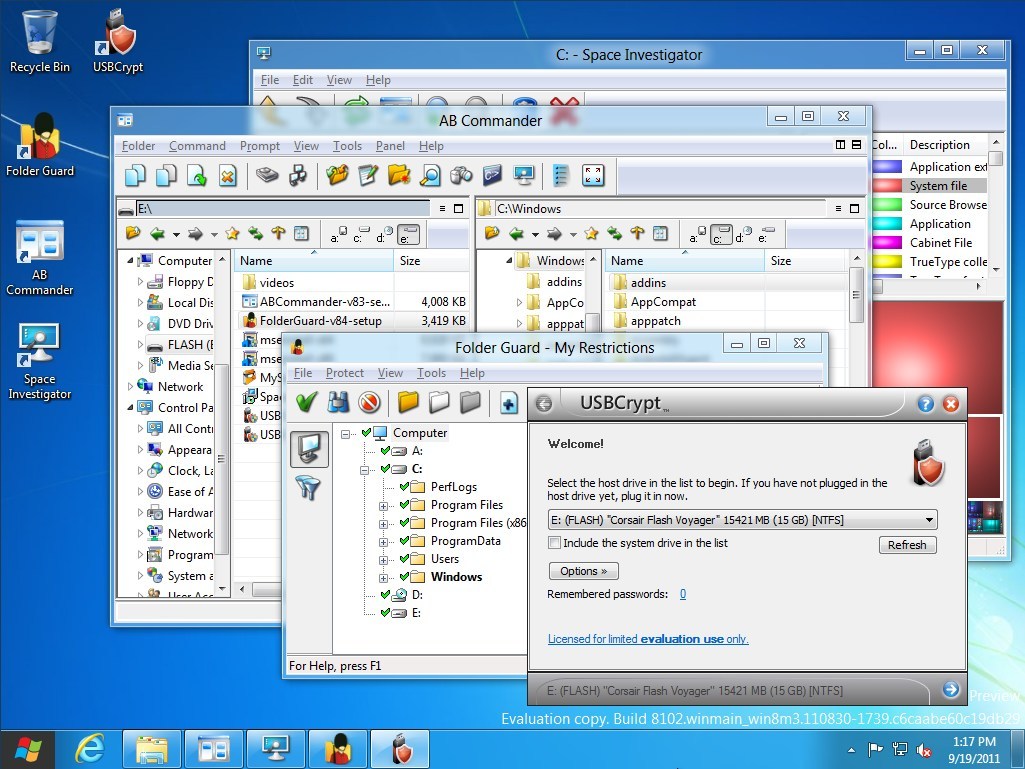 Recycle Bin
USBCrypt
Folder Guard
AB
Commander
Space
Investigator
C: - Space Investigator
File Edit View Help
Co... Description
Application ext
System file
Source Browse
Application
Cabinet File
TrueType colle
AB Commander
Folder Command Prompt View Tools Panel Help
E:\
a: c: d: e:
Computer
Floppy D
Local Dis
DVD Driv
FLASH (E
Media Se
Network
Control Pa
All Contr
Appeara
Clock, La
Ease of A
Hardwar
Network
Program
System a
User Acc
Name Size
videos
ABCommander-v83-se... 4,008 KB
FolderGuard-v84-setup 3,419 KB
mse
mse
MyS
Spac
USB
USB
C:\Windows
a: c: d: e:
Windows
addins
AppCo
apppat
Name Size
addins
AppCompat
apppatch
Folder Guard - My Restrictions
File Protect View Tools Help
Computer
A:
C:
PerfLogs
Program Files
Program Files (x86
ProgramData
Users
Windows
D:
E:
For Help, press F1
USBCrypt™
Welcome!
Select the host drive in the list to begin. If you have not plugged in the
host drive yet, plug it in now.
E: (FLASH) "Corsair Flash Voyager" 15421 MB (15 GB) [NTFS]
Include the system drive in the list
Refresh
Options »
Remembered passwords: 0
Licensed for limited evaluation use only.
E: (FLASH) "Corsair Flash Voyager" 15421 MB (15 GB) [NTFS]
Preview
Evaluation copy. Build 8102.winmain_win8m3.110830-1739.c6caabe60c19db29
1:17 PM
9/19/2011